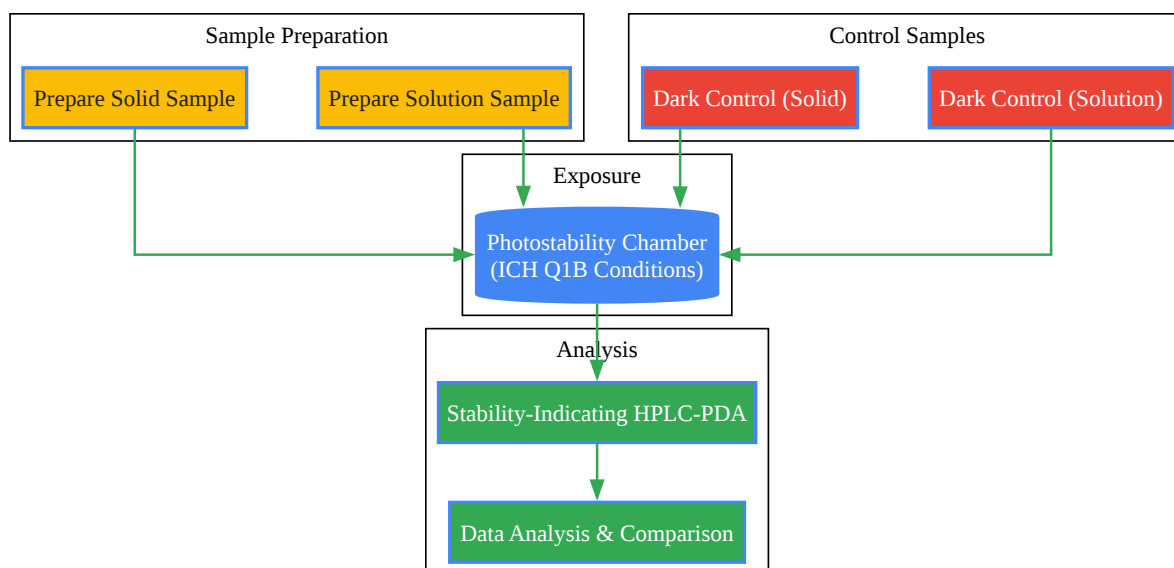 Sample Preparation
Control Samples
Prepare Solid Sample
Prepare Solution Sample
Dark Control (Solid)
Dark Control (Solution)
Exposure
Photostability Chamber
(ICH Q1B Conditions)
Analysis
Stability-Indicating HPLC-PDA
Data Analysis & Comparison